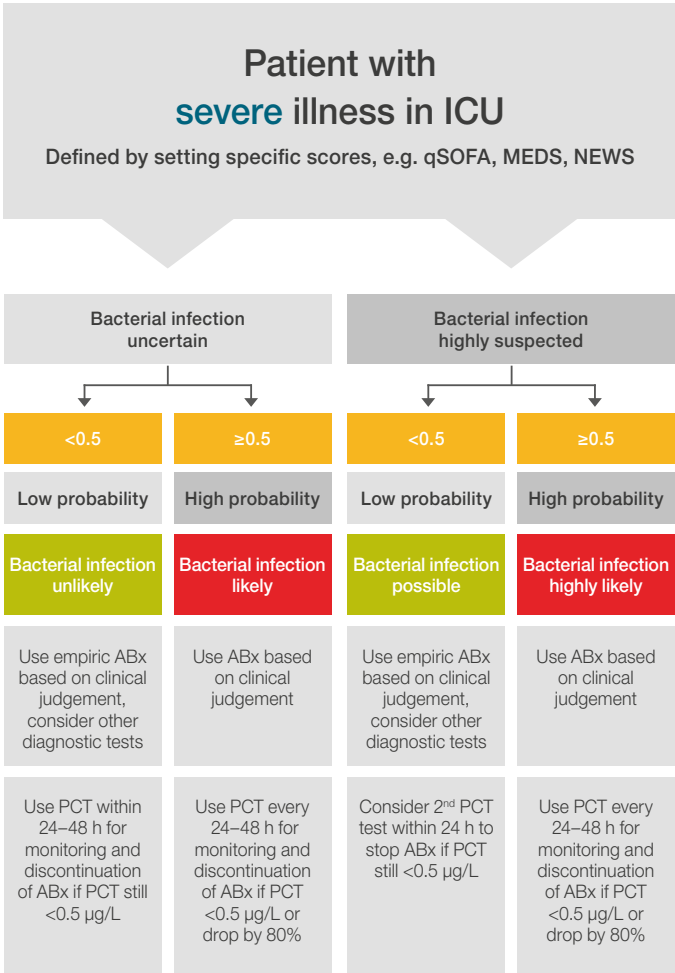 Patient with
severe illness in ICU
Defined by setting specific scores, e.g. qSOFA, MEDS, NEWS
Bacterial infection
uncertain
Bacterial infection
highly suspected
<0.5
≥0.5
<0.5
≥0.5
Low probability
High probability
Low probability
High probability
Bacterial infection
unlikely
Bacterial infection
likely
Bacterial infection
possible
Bacterial infection
highly likely
Use empiric ABx
based on clinical
judgement,
consider other
diagnostic tests
Use ABx based
on clinical
judgement
Use empiric ABx
based on clinical
judgement,
consider other
diagnostic tests
Use ABx based
on clinical
judgement
Use PCT within
24–48 h for
monitoring and
discontinuation
of ABx if PCT still
<0.5 µg/L
Use PCT every
24–48 h for
monitoring and
discontinuation
of ABx if PCT
<0.5 µg/L or
drop by 80%
Consider 2nd PCT
test within 24 h to
stop ABx if PCT
still <0.5 µg/L
Use PCT every
24–48 h for
monitoring and
discontinuation
of ABx if PCT
<0.5 µg/L or
drop by 80%